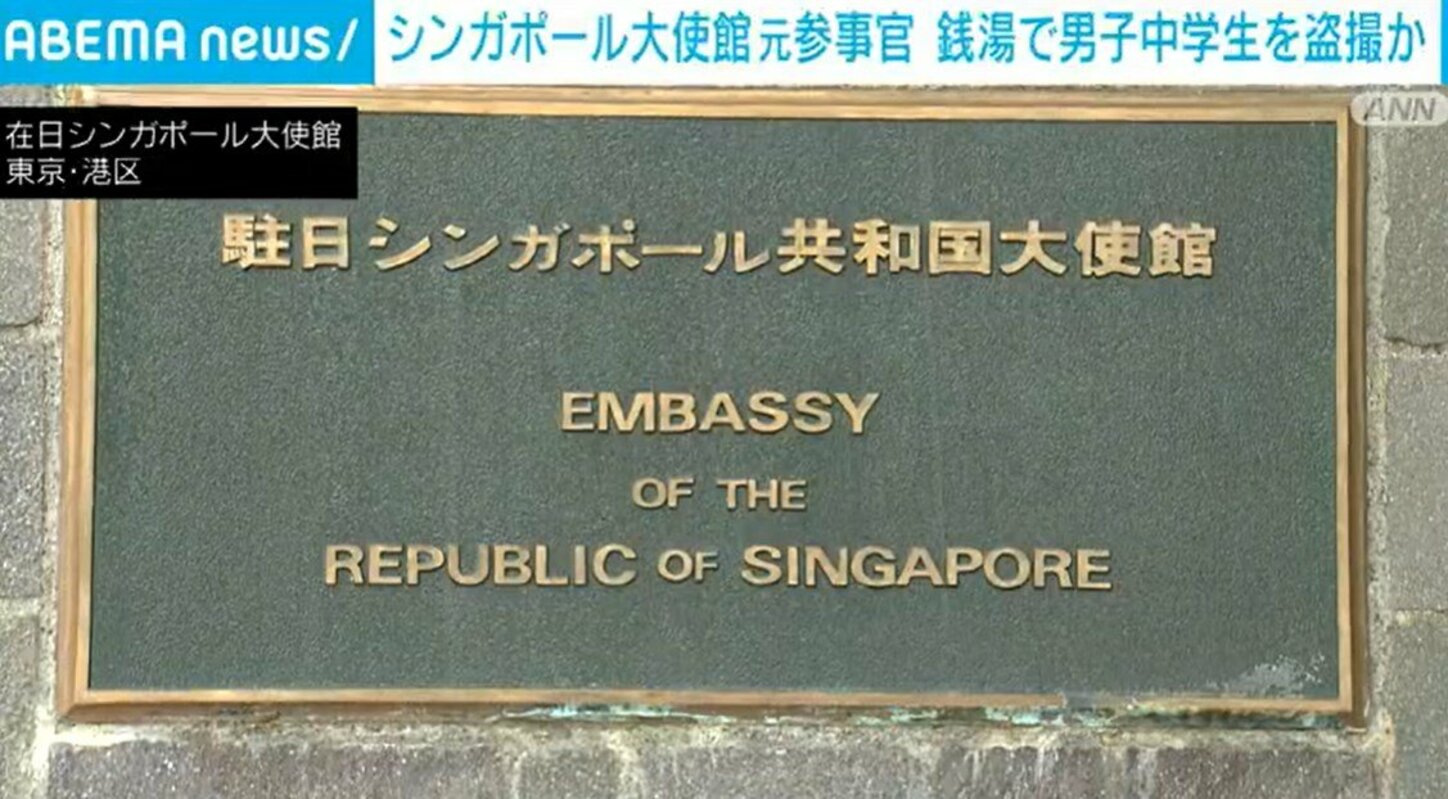 ABEMA news/
シンガポール大使館元参事官 銭湯で男子中学生を盗撮か
ANN
在日シンガポール大使館
東京・港区
駐日シンガポール共和国大使館
EMBASSY
OF THE
REPUBLIC OF SINGAPORE